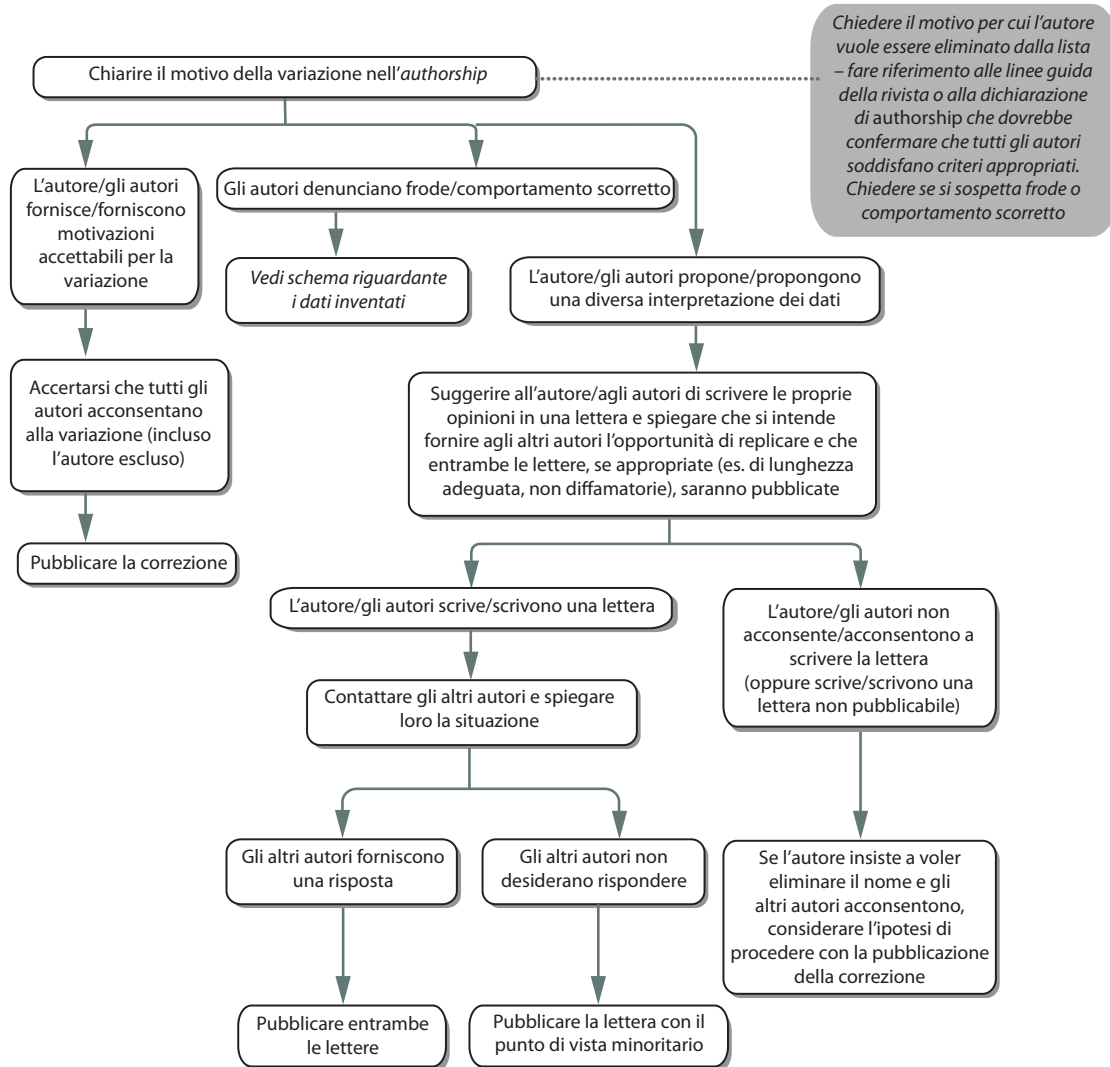 Chiarire il motivo della variazione nell'authorship
Chiedere il motivo per cui l'autore
vuole essere eliminato dalla lista
– fare riferimento alle linee guida
della rivista o alla dichiarazione
di authorship che dovrebbe
confermare che tutti gli autori
soddisfano criteri appropriati.
Chiedere se si sospetta frode o
comportamento scorretto
L'autore/gli autori
fornisce/forniscono
motivazioni
accettabili per la
variazione
Gli autori denunciano frode/comportamento scorretto
Vedi schema riguardante
i dati inventati
L'autore/gli autori propone/propongono
una diversa interpretazione dei dati
Accertarsi che tutti gli
autori acconsentano
alla variazione (incluso
l'autore escluso)
Pubblicare la correzione
Suggerire all'autore/agli autori di scrivere le proprie
opinioni in una lettera e spiegare che si intende
fornire agli altri autori l'opportunità di replicare e che
entrambe le lettere, se appropriate (es. di lunghezza
adeguata, non diffamatorie), saranno pubblicate
L'autore/gli autori scrive/scrivono una lettera
L'autore/gli autori non
acconsente/acconsentono a
scrivere la lettera
(oppure scrive/scrivono una
lettera non pubblicabile)
Contattare gli altri autori e spiegare
loro la situazione
Gli altri autori forniscono
una risposta
Gli altri autori non
desiderano rispondere
Se l'autore insiste a voler
eliminare il nome e gli
altri autori acconsentono,
considerare l'ipotesi di
procedere con la pubblicazione
della correzione
Pubblicare entrambe
le lettere
Pubblicare la lettera con il
punto di vista minoritario